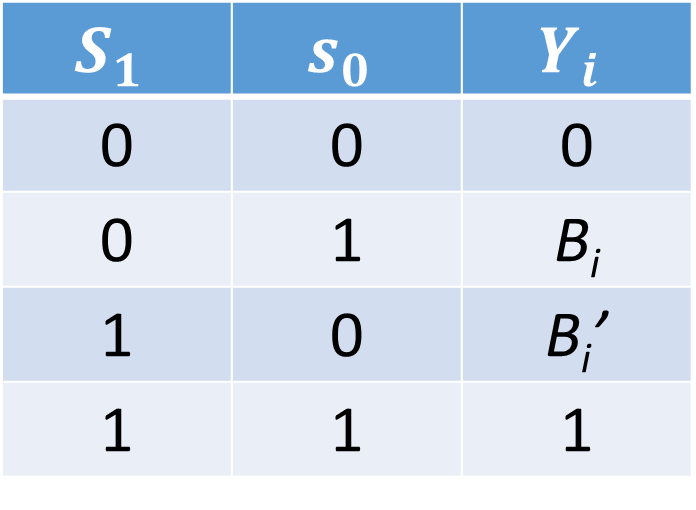 S₁ s₀ Yᵢ
0 0 0
0 1 Bᵢ
1 0 Bᵢ′
1 1 1